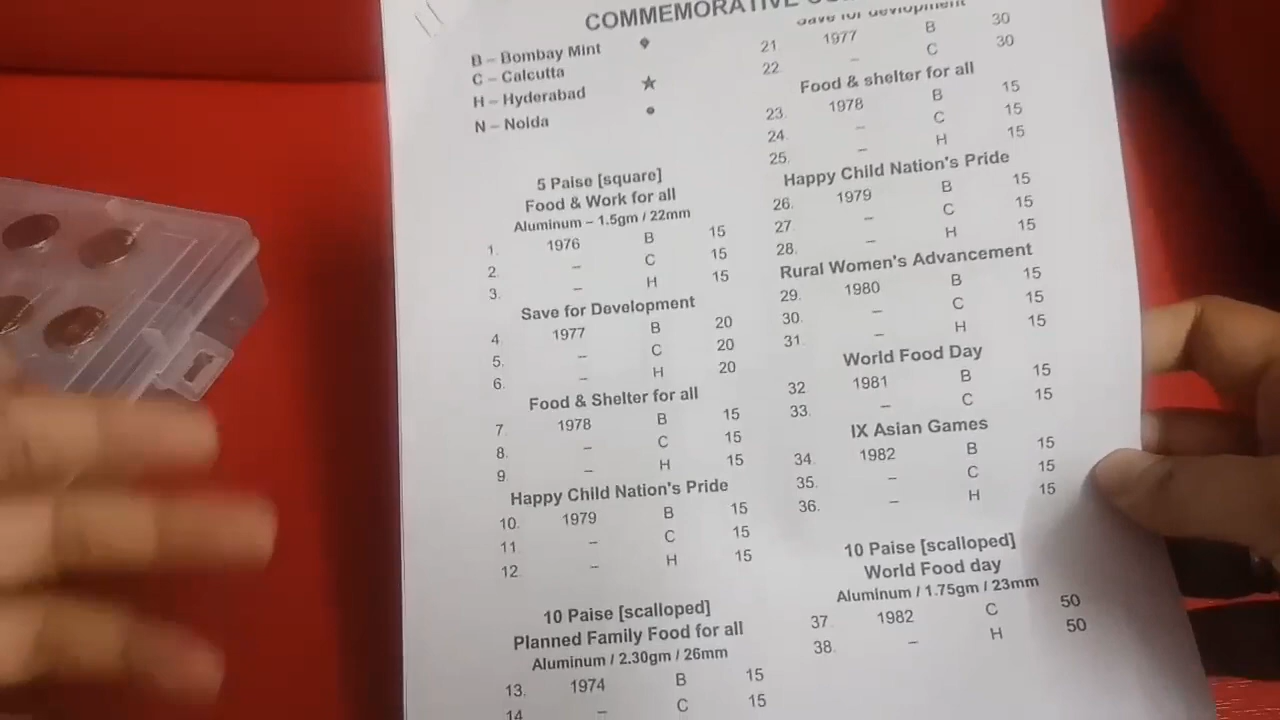 COMMEMORATIVE
B – Bombay Mint
C – Calcutta
H – Hyderabad
N – Noida
5 Paise [square]
Food & Work for all
Aluminum – 1.5gm / 22mm
1. 1976 B 15
2. – C 15
3. – H 15
Save for Development
4. 1977 B 20
5. – C 20
6. – H 20
Food & Shelter for all
7. 1978 B 15
8. – C 15
9. – H 15
Happy Child Nation's Pride
10. 1979 B 15
11 – C 15
12. – H 15
10 Paise [scalloped]
Planned Family Food for all
Aluminum / 2.30gm / 26mm
13. 1974 B 15
14 – C 15
Save for devlopment
21. 1977 B 30
22. – C 30
Food & shelter for all
23. 1978 B 15
24. – C 15
25. – H 15
Happy Child Nation's Pride
26. 1979 B 15
27. – C 15
28. – H 15
Rural Women's Advancement
29. 1980 B 15
30. – C 15
31. – H 15
World Food Day
32 1981 B 15
33. – C 15
IX Asian Games
34. 1982 B 15
35. – C 15
36. – H 15
10 Paise [scalloped]
World Food day
Aluminum / 1.75gm / 23mm
37. 1982 C 50
38. – H 50